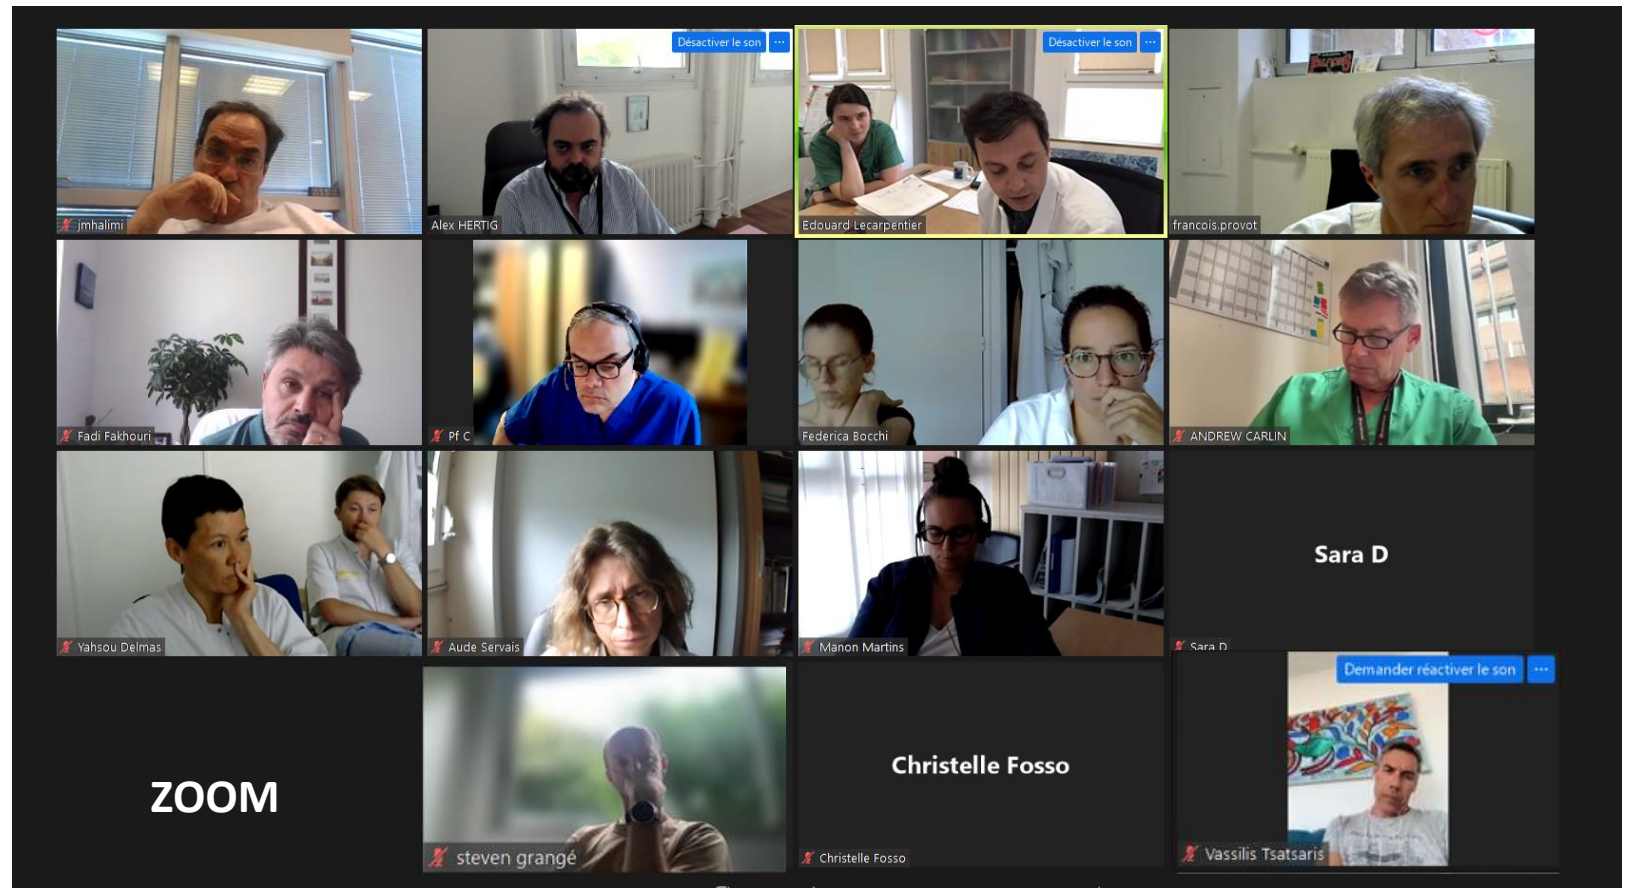 Désactiver le son
Désactiver le son
jmhalimi
Alex HERTIG
Edouard Lecarpentier
francois.provot
Fadi Fakhouri
Pf C
Federica Bocchi
ANDREW CARLIN
Sara D
Yahsou Delmas
Aude Servais
Manon Martins
Sara D
Demander réactiver le son
ZOOM
Christelle Fosso
steven grangé
Christelle Fosso
Vassilis Tsatsaris